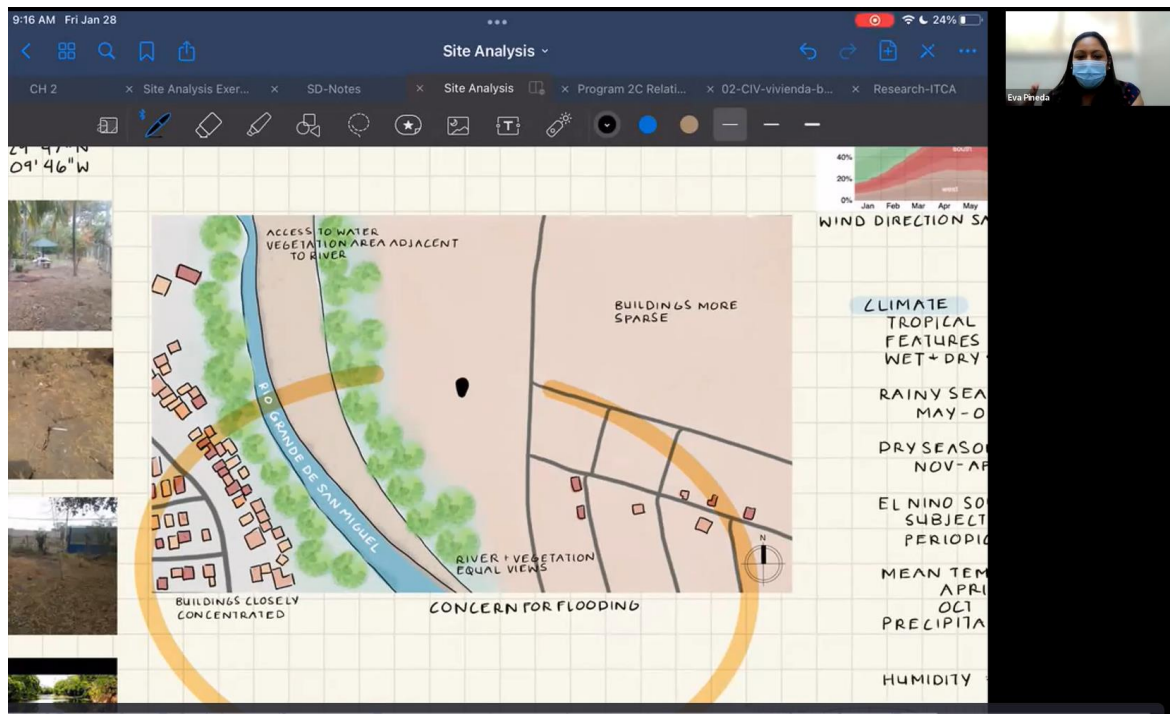 9:16 AM Fri Jan 28
24%
Site Analysis
CH 2
Site Analysis Exer...
SD-Notes
Site Analysis
Program 2C Relati...
02-CIV-vivienda-b...
Research-ITCA
Eva Pineda
09' 46" W
40%
20%
0%
south
west
Jan Feb Mar Apr May
WIND DIRECTION SA
ACCESS TO WATER
VEGETATION AREA ADJACENT
TO RIVER
BUILDINGS MORE
SPARSE
RIO GRANDE DE SAN MIGUEL
RIVER + VEGETATION
EQUAL VIEWS
N
BUILDINGS CLOSELY
CONCENTRATED
CONCERN FOR FLOODING
CLIMATE
TROPICAL
FEATURES
WET + DRY
RAINY SEA
MAY-O
DRY SEASO
NOV-AP
EL NINO SO
SUBJECT
PERIODIC
MEAN TEM
APRI
OCT
PRECIPITA
HUMIDITY